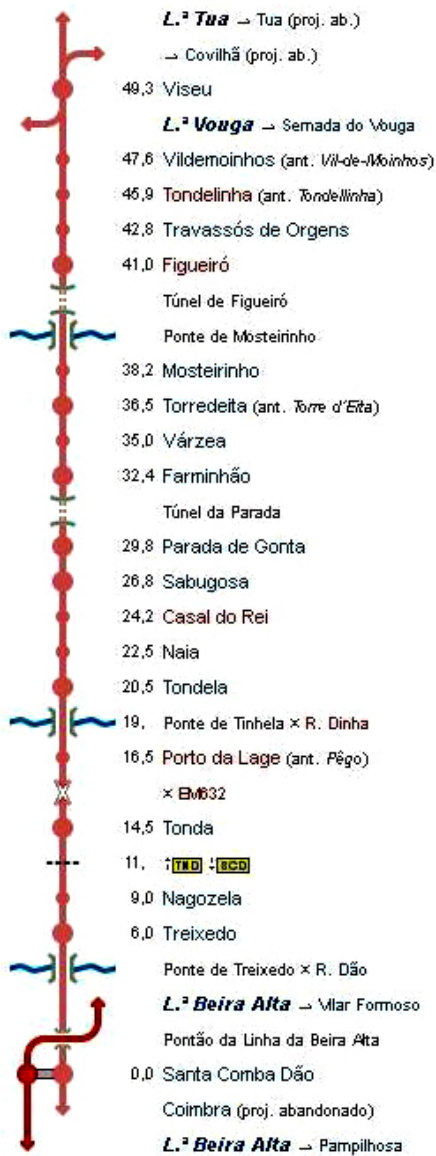 L.ª Tua → Tua (proj. ab.)
→ Covilhã (proj. ab.)
49,3 Viseu
L.ª Vouga → Sernada do Vouga
47,6 Vildemoinhos (ant. Vil-de-Moinhos)
45,9 Tondelinha (ant. Tondellinha)
42,8 Travassós de Orgens
41,0 Figueiró
Túnel de Figueiró
Ponte de Mosteirinho
38,2 Mosteirinho
36,5 Torredeita (ant. Torre d'Eita)
35,0 Várzea
32,4 Farminhão
Túnel da Parada
29,8 Parada de Gonta
26,8 Sabugosa
24,2 Casal do Rei
22,5 Naia
20,5 Tondela
19, Ponte de Tinhela × R. Dinha
16,5 Porto da Lage (ant. Pêgo)
× EM632
14,5 Tonda
11, ↑TND ↓SCD
9,0 Nagozela
6,0 Treixedo
Ponte de Treixedo × R. Dão
L.ª Beira Alta → Vilar Formoso
Pontão da Linha da Beira Alta
0,0 Santa Comba Dão
Coimbra (proj. abandonado)
L.ª Beira Alta → Pampilhosa